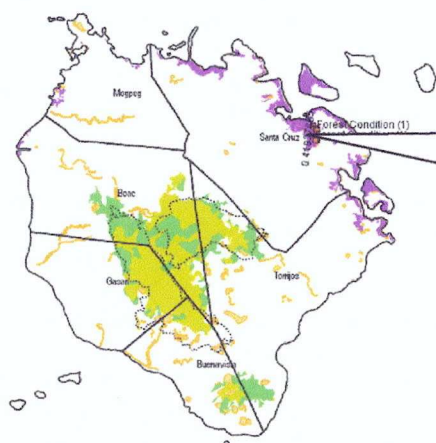 Mogpog
Forest Condition (1)
Santa Cruz
Boac
Gasan
Torrijos
Buenavista